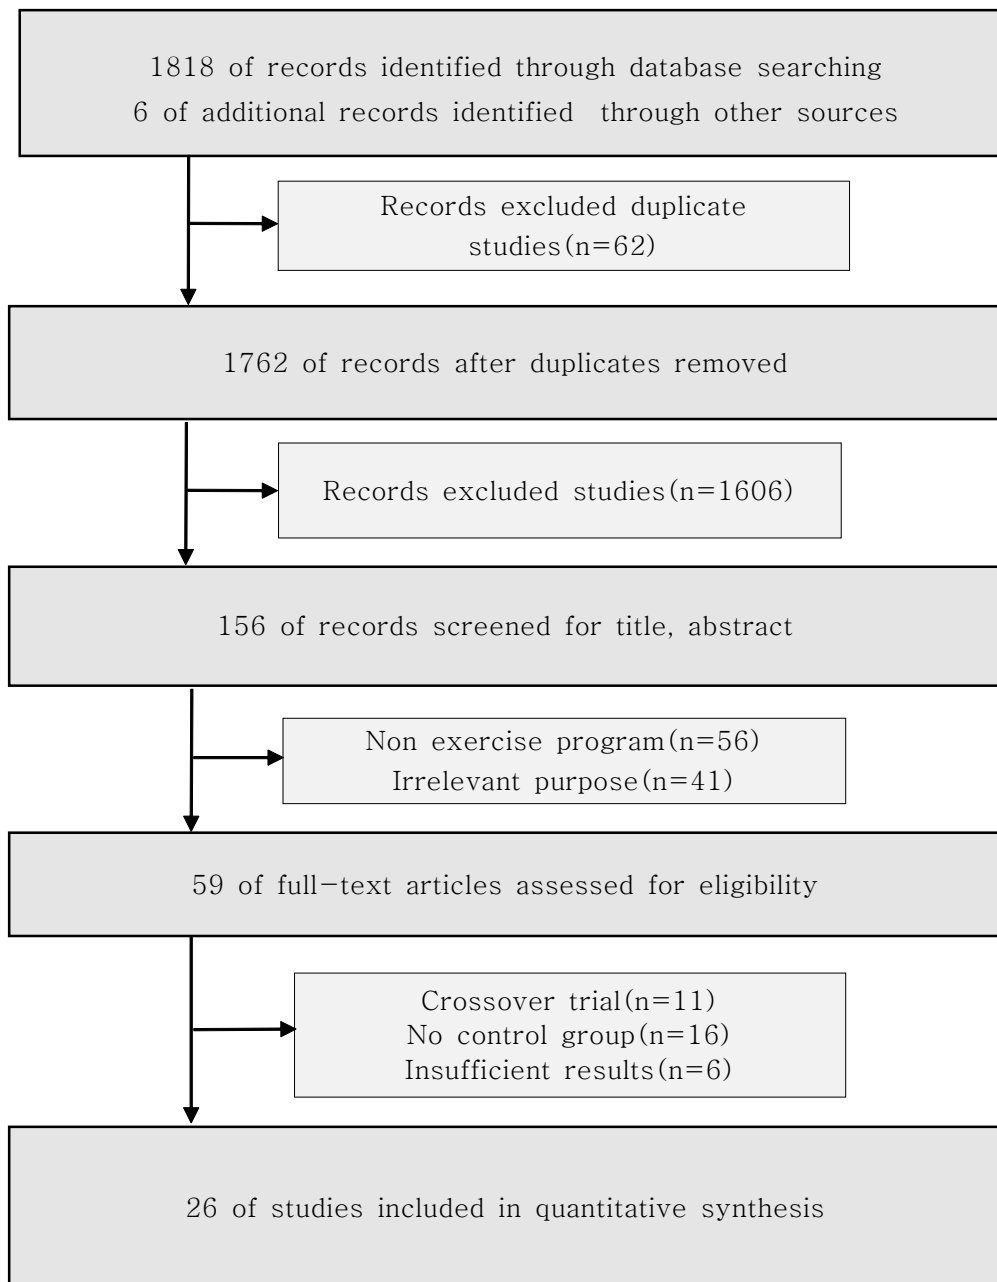 1818 of records identified through database searching
6 of additional records identified through other sources
Records excluded duplicate
studies(n=62)
1762 of records after duplicates removed
Records excluded studies(n=1606)
156 of records screened for title, abstract
Non exercise program(n=56)
Irrelevant purpose(n=41)
59 of full-text articles assessed for eligibility
Crossover trial(n=11)
No control group(n=16)
Insufficient results(n=6)
26 of studies included in quantitative synthesis